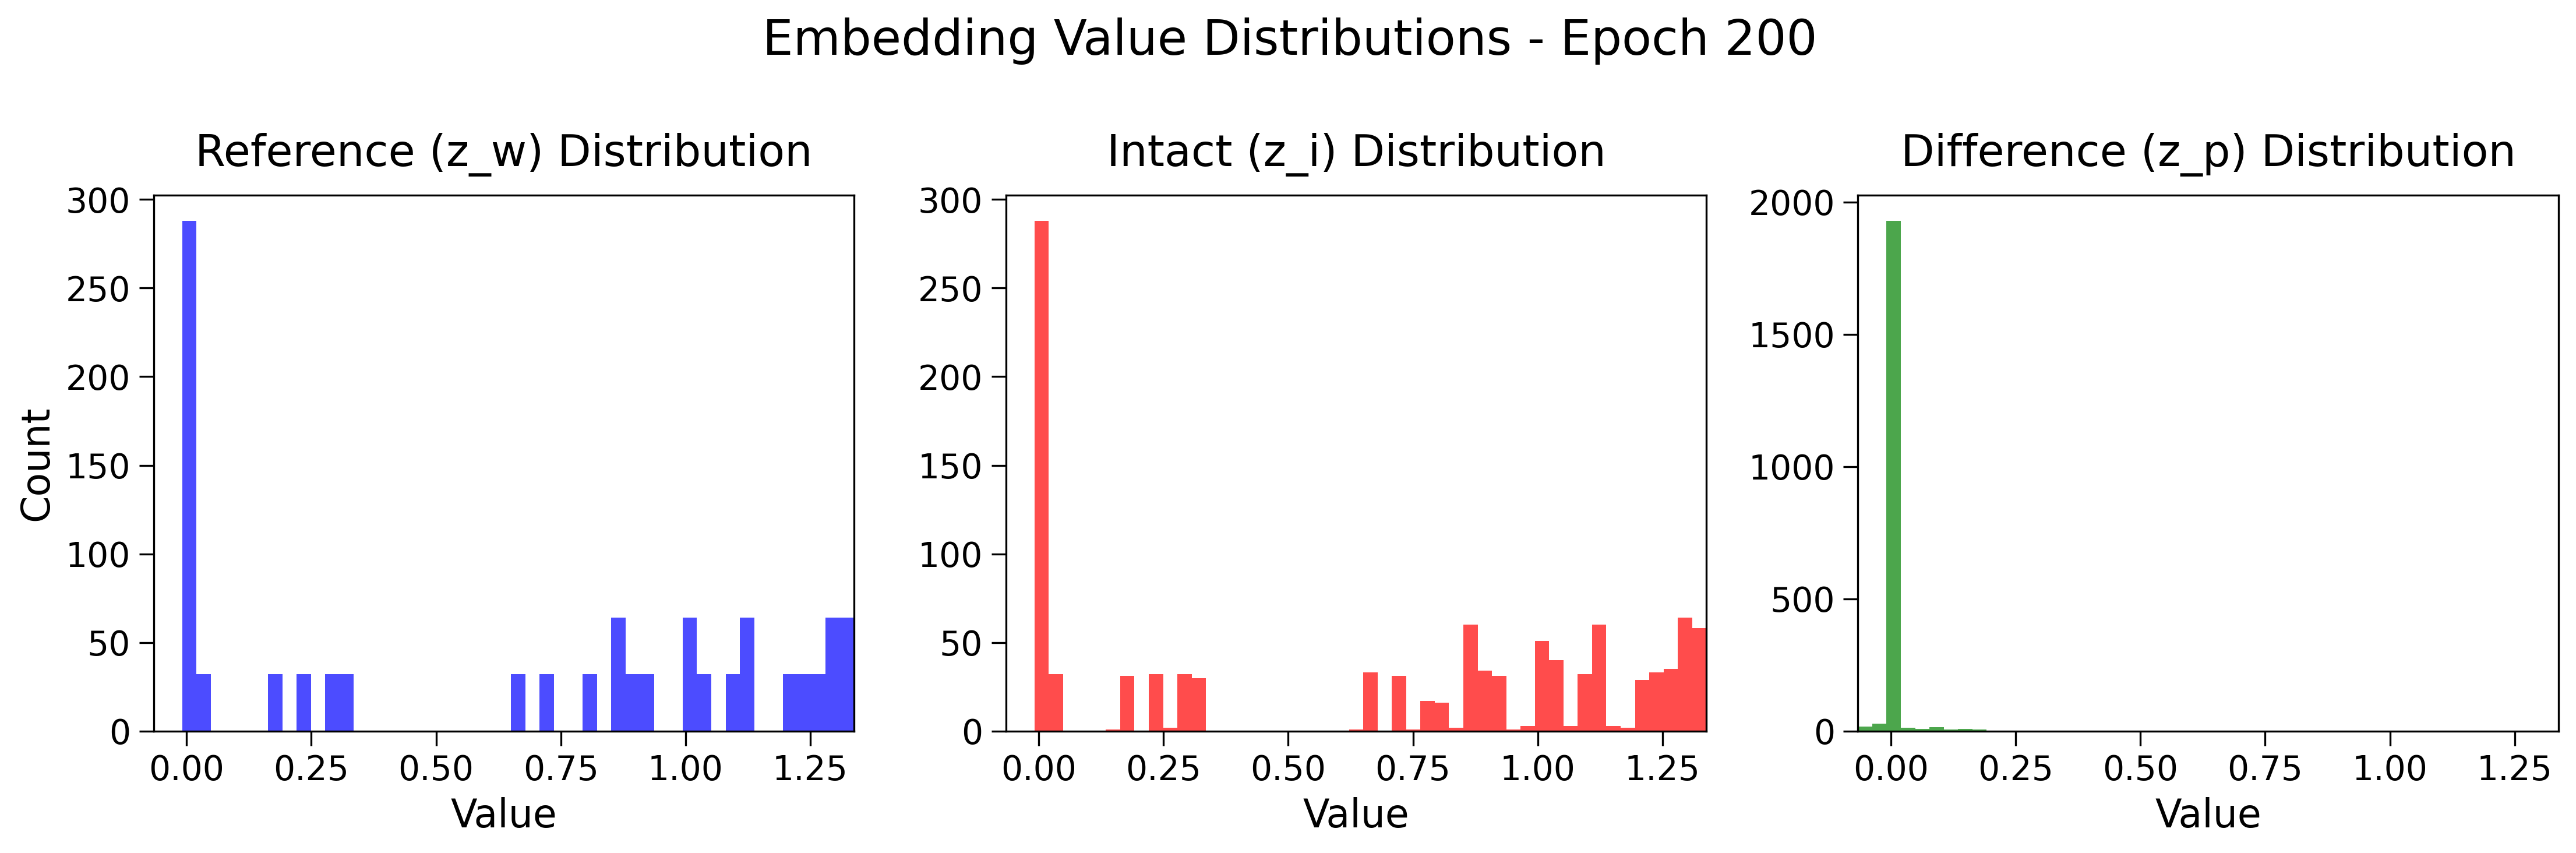 Embedding Value Distributions - Epoch 200
Reference (z_w) Distribution
Intact (z_i) Distribution
Difference (z_p) Distribution
Count
300
250
200
150
100
50
0
0.00 0.25 0.50 0.75 1.00 1.25
Value
300
250
200
150
100
50
0
0.00 0.25 0.50 0.75 1.00 1.25
Value
2000
1500
1000
500
0
0.00 0.25 0.50 0.75 1.00 1.25
Value